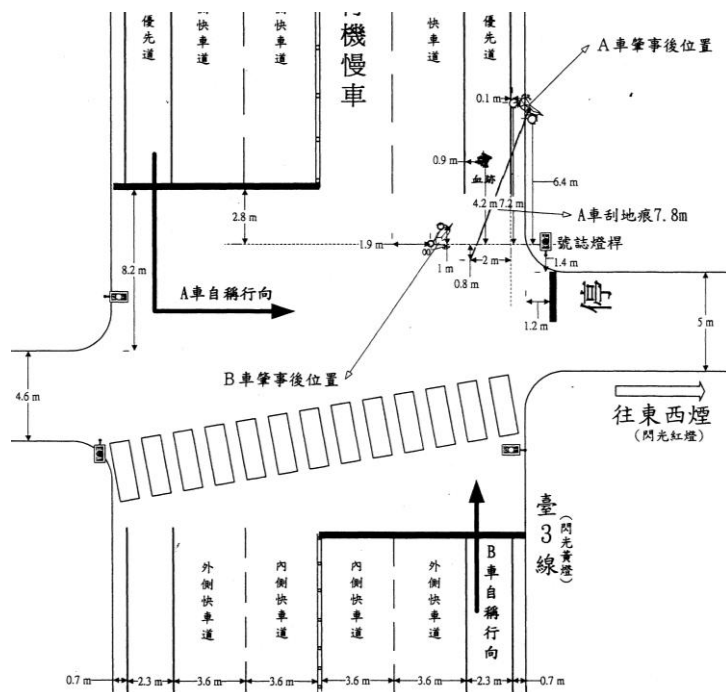 優先道
快車道
機慢車
快車道
優先道
A車肇事後位置
0.1 m
0.9 m
血跡
6.4 m
4.2 m
7.2 m
A車刮地痕7.8m
2.8 m
1.9 m
號誌燈桿
8.2 m
1 m
2 m
1.4 m
0.8 m
A車自稱行向
停
1.2 m
5 m
4.6 m
B車肇事後位置
往東西煙
(閃光紅燈)
臺3線
(閃光黃燈)
外側快車道
內側快車道
內側快車道
外側快車道
B車自稱行向
0.7 m
2.3 m
3.6 m
3.6 m
3.6 m
3.6 m
2.3 m
0.7 m